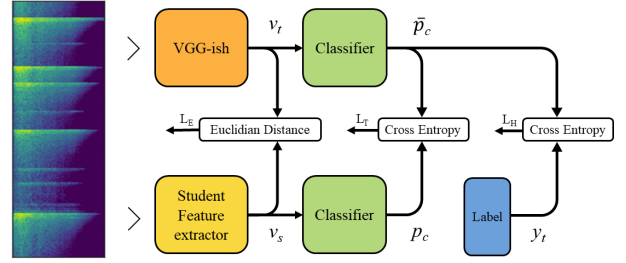 VGG-ish
v_t
Classifier
p̄_c
L_E
Euclidian Distance
L_T
Cross Entropy
L_H
Cross Entropy
Student
Feature
extractor
v_s
Classifier
p_c
Label
y_t